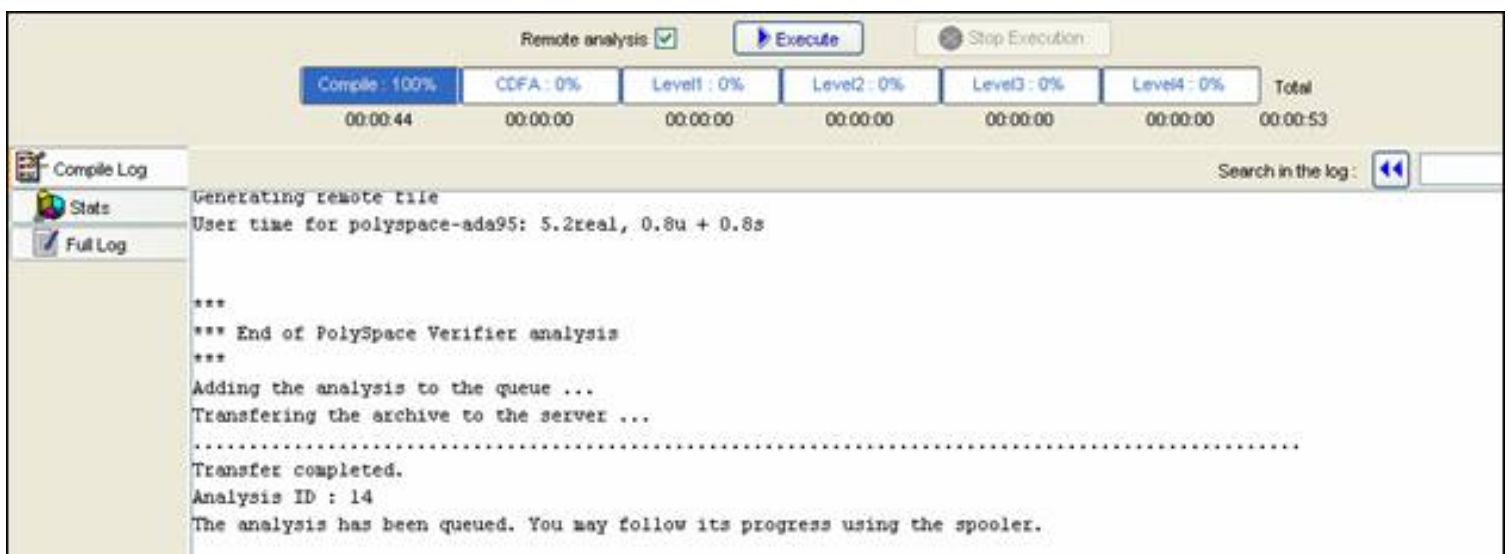 Remote analysis Execute Stop Execution
Compile : 100% CDFA : 0% Level1 : 0% Level2 : 0% Level3 : 0% Level4 : 0% Total
00:00:44 00:00:00 00:00:00 00:00:00 00:00:00 00:00:00 00:00:53
Compile Log
Search in the log :
Stats
Full Log
Generating remote file
User time for polyspace-ada95: 5.2real, 0.8u + 0.8s
***
*** End of PolySpace Verifier analysis
***
Adding the analysis to the queue ...
Transfering the archive to the server ...
....................................................................................................
Transfer completed.
Analysis ID : 14
The analysis has been queued. You may follow its progress using the spooler.